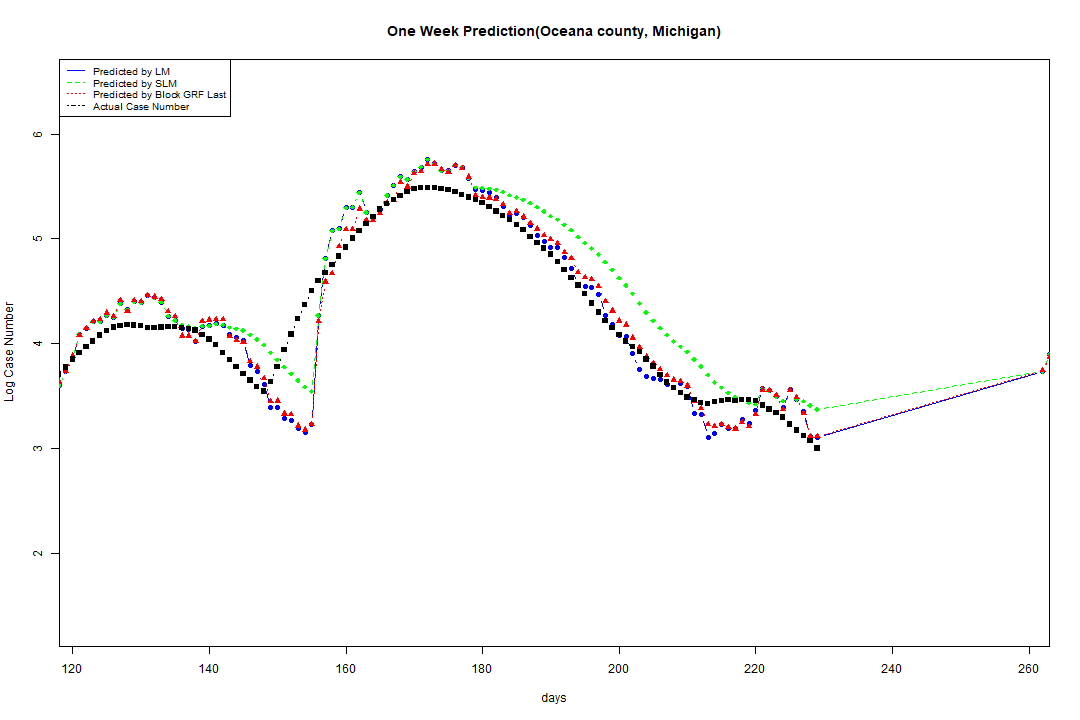 One Week Prediction(Oceana county, Michigan)
Predicted by LM
Predicted by SLM
Predicted by Block GRF Last
Actual Case Number
Log Case Number
6
5
4
3
2
120 140 160 180 200 220 240 260
days